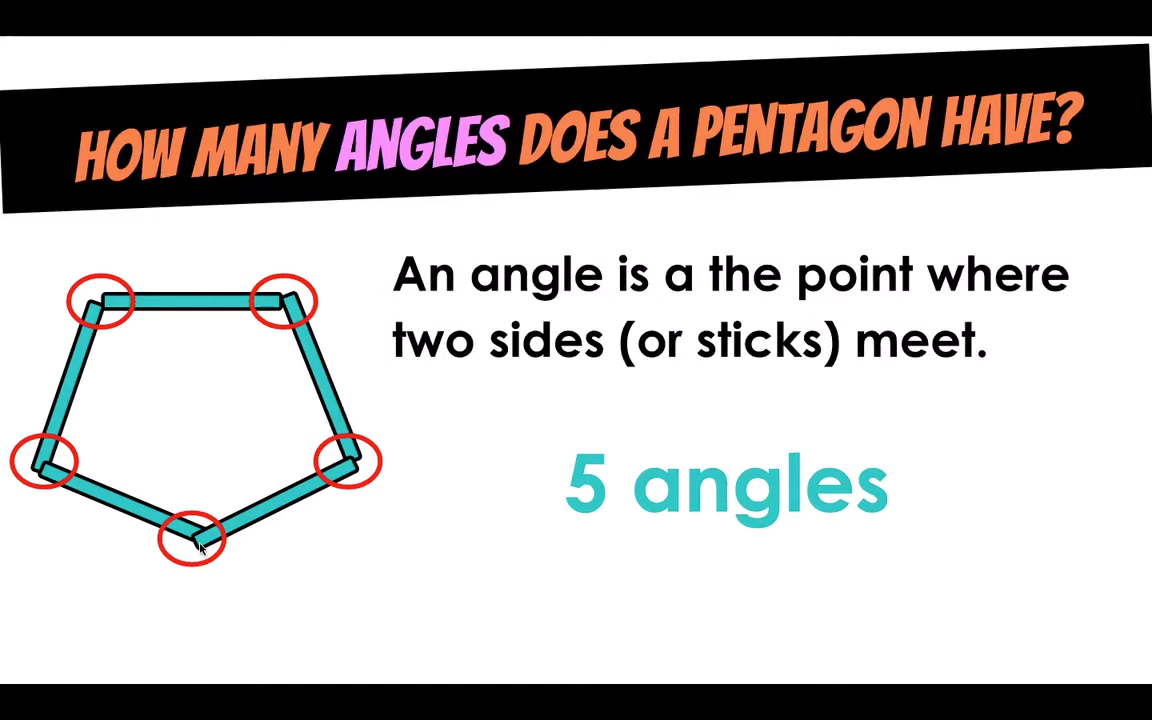 HOW MANY ANGLES DOES A PENTAGON HAVE?
An angle is a the point where
two sides (or sticks) meet.
5 angles